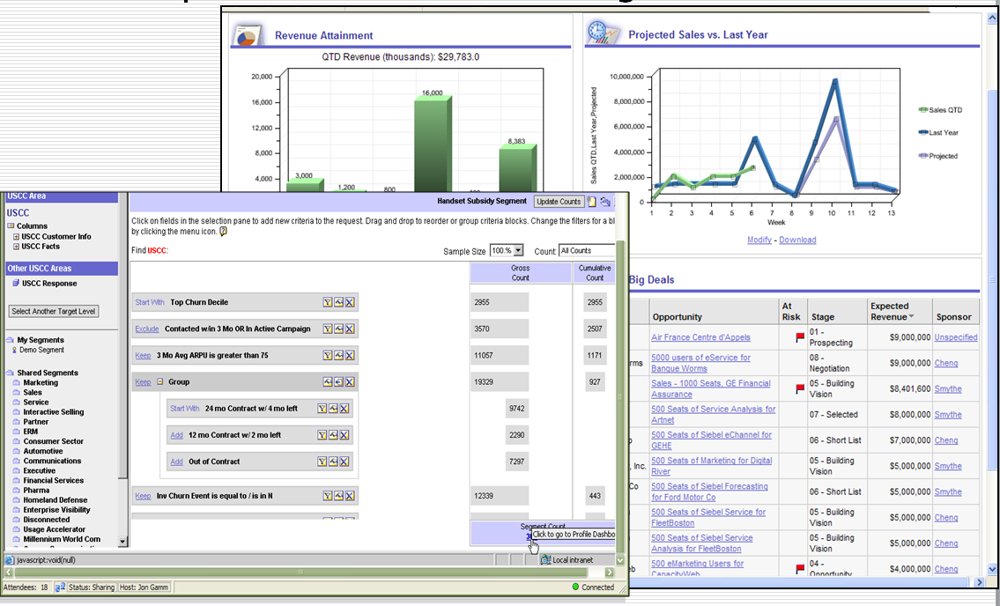 Revenue Attainment
QTD Revenue (thousands): $29,783.0
20,000
16,000
12,000
8,000
4,000
3,000
1,200
800
16,000
8,383
Projected Sales vs. Last Year
Sales QTD,Last Year,Projected
10,000,000
8,000,000
6,000,000
4,000,000
2,000,000
0
1 2 3 4 5 6 7 8 9 10 11 12 13
Week
Sales QTD
Last Year
Projected
Modify - Download
USCC Area
USCC
Columns
USCC Customer Info
USCC Facts
Other USCC Areas
USCC Response
Select Another Target Level
My Segments
Demo Segment
Shared Segments
Marketing
Sales
Service
Interactive Selling
Partner
ERM
Consumer Sector
Automotive
Communications
Executive
Financial Services
Pharma
Homeland Defense
Enterprise Visibility
Disconnected
Usage Accelerator
Millennium World Com
Handset Subsidy Segment Update Counts
Click on fields in the selection pane to add new criteria to the request. Drag and drop to reorder or group criteria blocks. Change the filters for a bl
by clicking the menu icon.
Find USCC: Sample Size 100.% Count: All Counts
Gross Count Cumulative Count
Start With Top Churn Decile 2955 2955
Exclude Contacted w/in 3 Mo OR In Active Campaign 3570 2507
Keep 3 Mo Avg ARPU is greater than 75 11057 1171
Keep Group 19329 927
Start With 24 mo Contract w/ 4 mo left 9742
Add 12 mo Contract w/ 2 mo left 2290
Add Out of Contract 7297
Keep Inv Churn Event is equal to / is in N 12339 443
Segment Count
Click to go to Profile Dashbo
javascript:void(null) Local intranet
Attendees: 18 Status: Sharing Host: Jon Gamm Connected
Big Deals
Opportunity At Risk Stage Expected Revenue Sponsor
Air France Centre d'Appels 01 - Prospecting $9,000,000 Unspecified
rms 5000 users of eService for Banque Worms 08 - Negotiation $9,000,000 Cheng
Sales - 1000 Seats, GE Financial Assurance 05 - Building Vision $8,401,600 Smythe
500 Seats of Service Analysis for Artnet 07 - Selected $8,000,000 Smythe
500 Seats of Siebel eChannel for GEHE 06 - Short List $7,000,000 Cheng
, Inc. 500 Seats of Marketing for Digital River 05 - Building Vision $5,000,000 Smythe
Co 500 Seats of Siebel Forecasting for Ford Motor Co 06 - Short List $5,000,000 Smythe
500 Seats of Siebel Service for FleetBoston 05 - Building Vision $5,000,000 Cheng
500 Seats of Siebel Service Analysis for FleetBoston 05 - Building Vision $5,000,000 Cheng
500 eMarketing Users for CapacityWeb 04 - Opportunity $4,000,000 Cheng